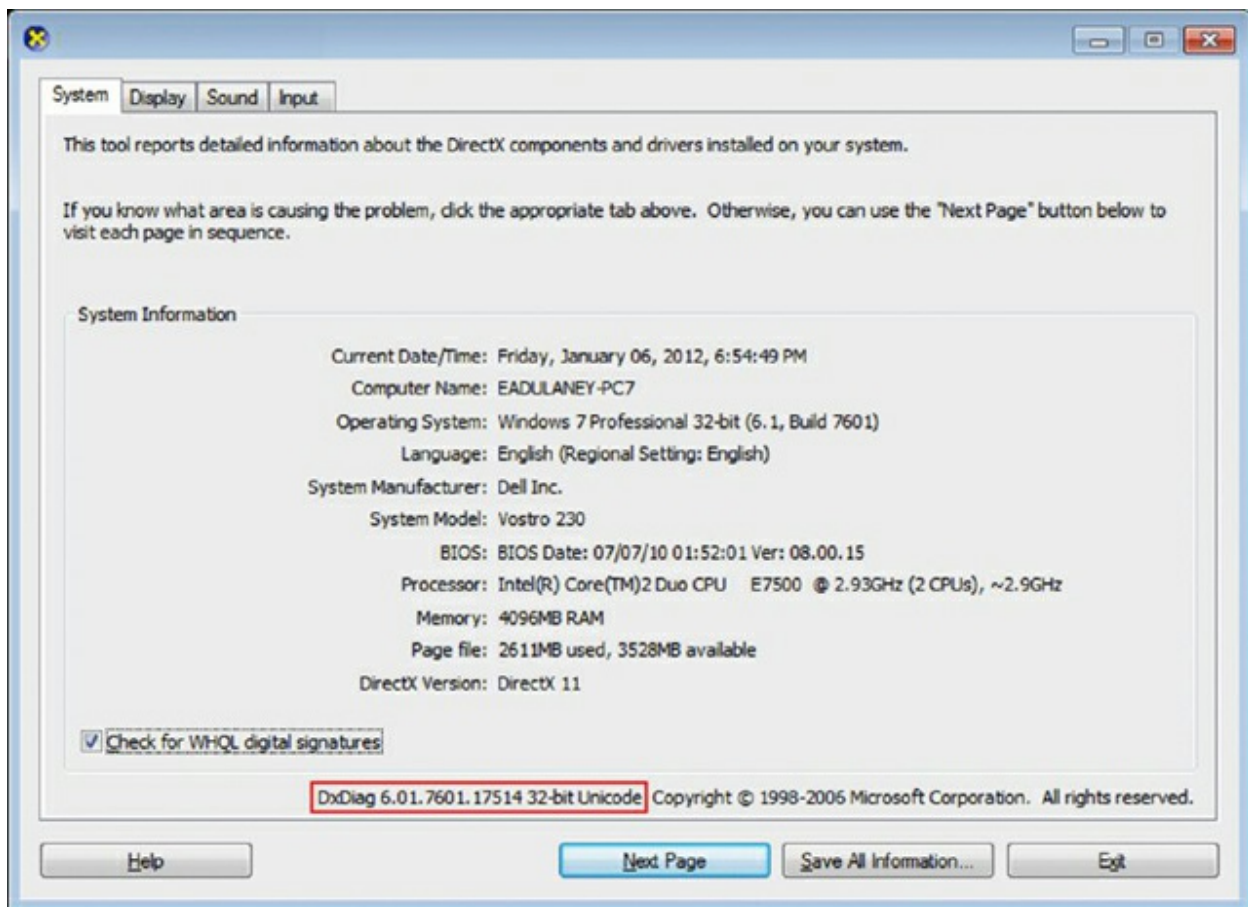 System Display Sound Input
This tool reports detailed information about the DirectX components and drivers installed on your system.
If you know what area is causing the problem, click the appropriate tab above. Otherwise, you can use the "Next Page" button below to
visit each page in sequence.
System Information
Current Date/Time: Friday, January 06, 2012, 6:54:49 PM
Computer Name: EADULANEY-PC7
Operating System: Windows 7 Professional 32-bit (6.1, Build 7601)
Language: English (Regional Setting: English)
System Manufacturer: Dell Inc.
System Model: Vostro 230
BIOS: BIOS Date: 07/07/10 01:52:01 Ver: 08.00.15
Processor: Intel(R) Core(TM)2 Duo CPU E7500 @ 2.93GHz (2 CPUs), ~2.9GHz
Memory: 4096MB RAM
Page file: 2611MB used, 3528MB available
DirectX Version: DirectX 11
Check for WHQL digital signatures
DxDiag 6.01.7601.17514 32-bit Unicode Copyright © 1998-2006 Microsoft Corporation. All rights reserved.
Help Next Page Save All Information... Exit